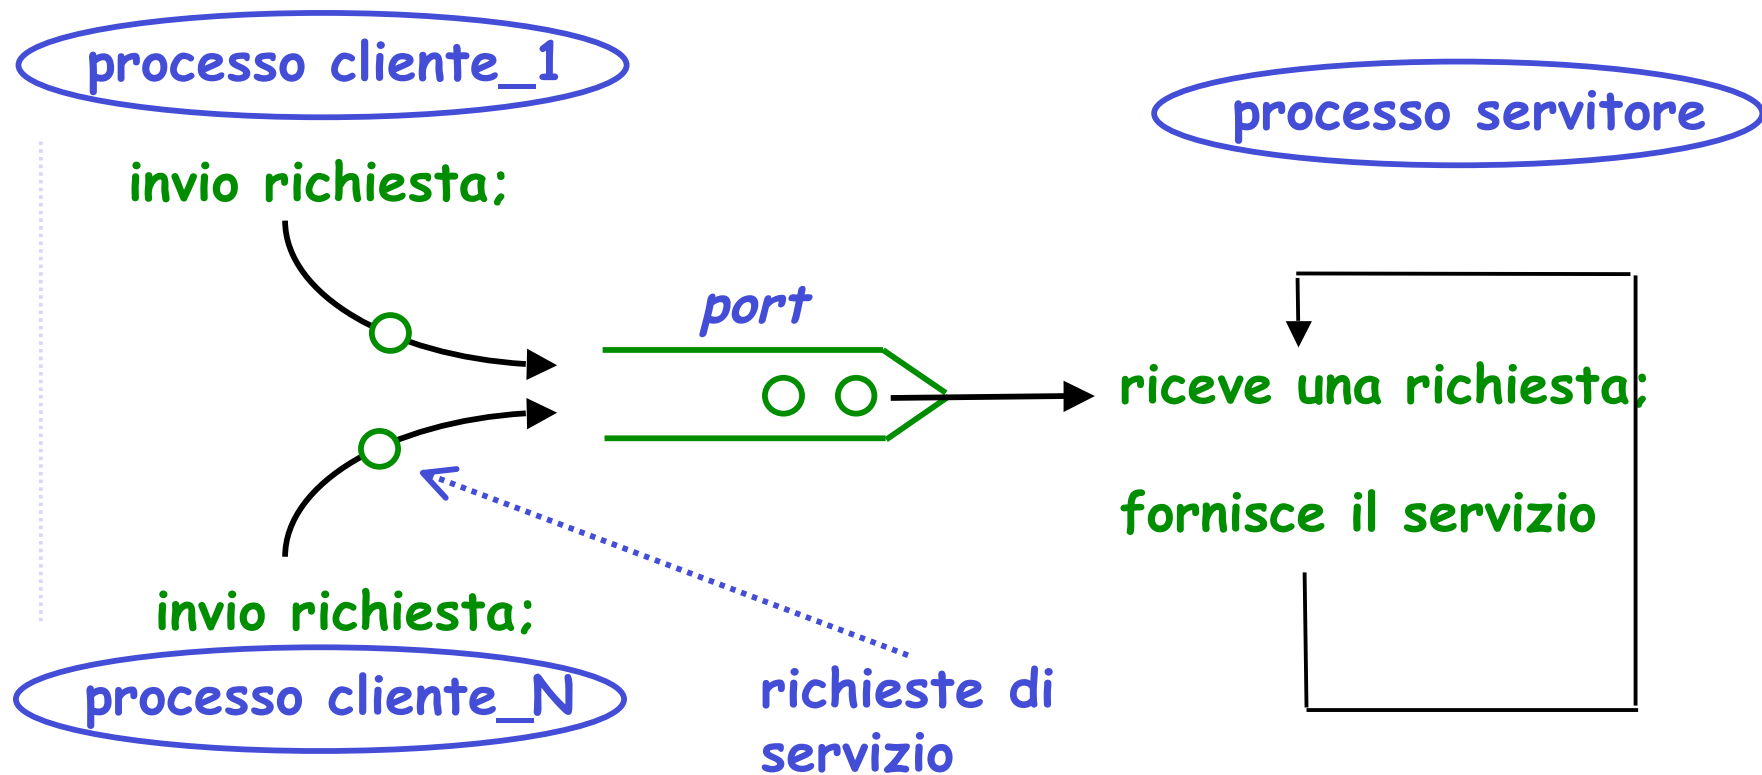 processo cliente_1
processo servitore
invio richiesta;
port
riceve una richiesta;
fornisce il servizio
invio richiesta;
processo cliente_N
richieste di
servizio